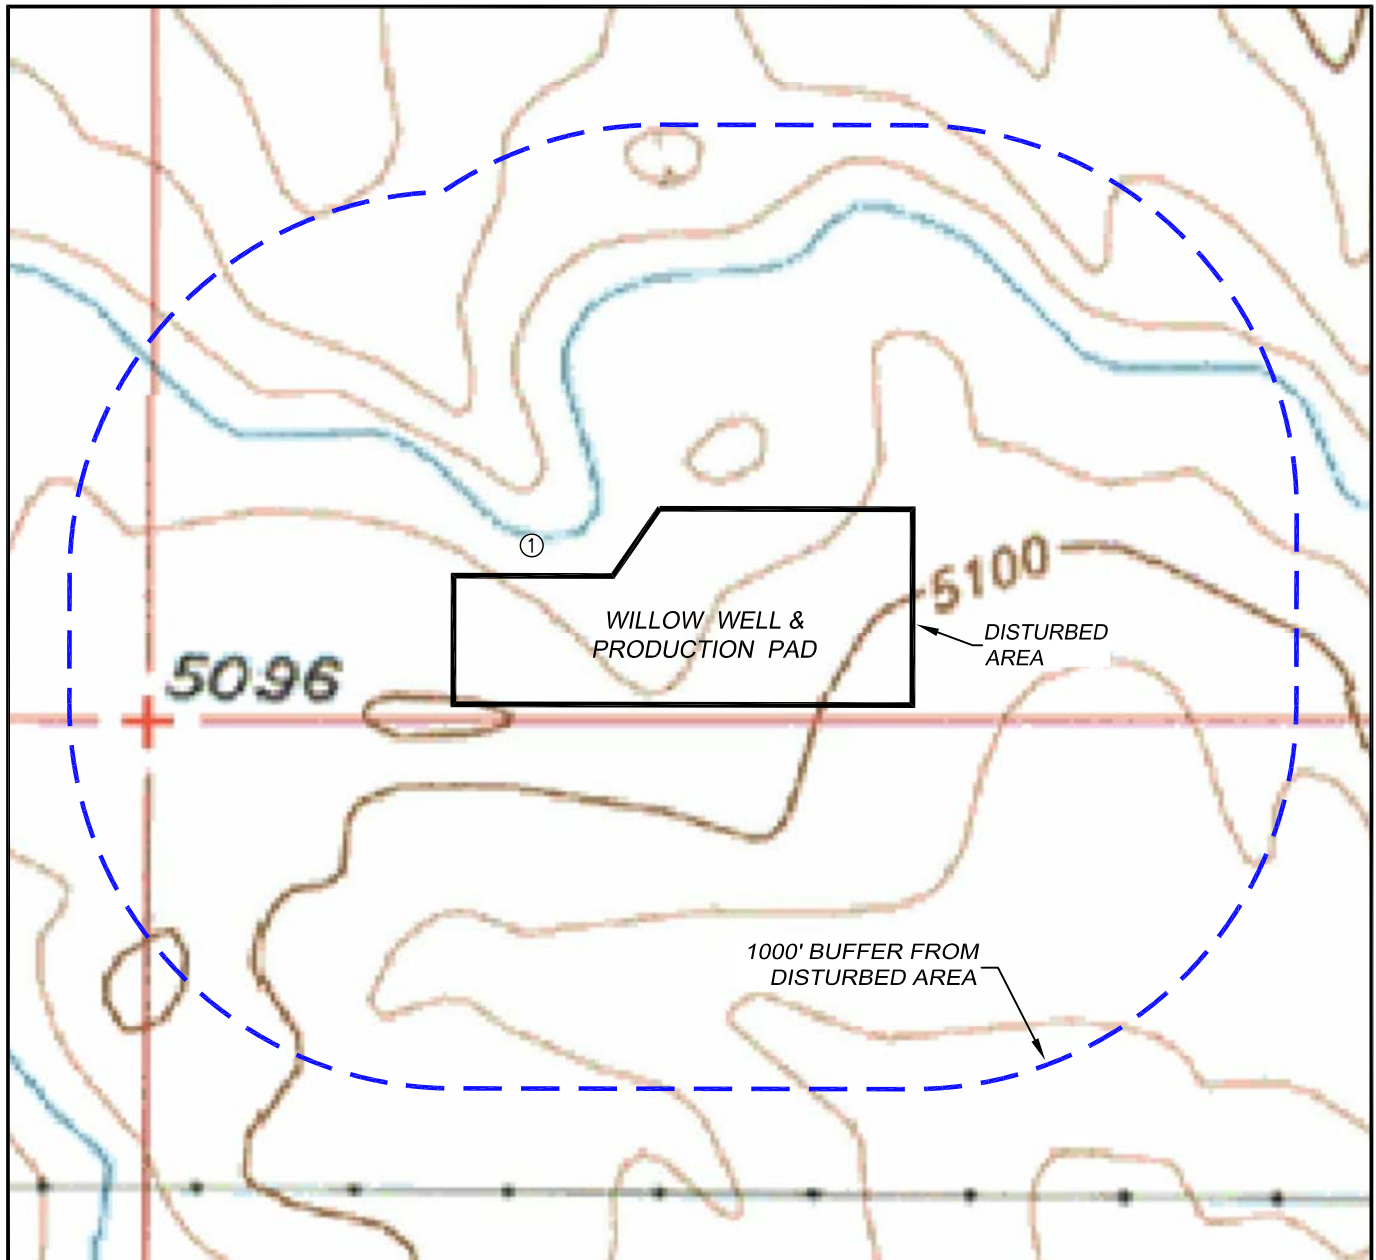 1
WILLOW WELL &
PRODUCTION PAD
5100
DISTURBED
AREA
5096
1000' BUFFER FROM
DISTURBED AREA